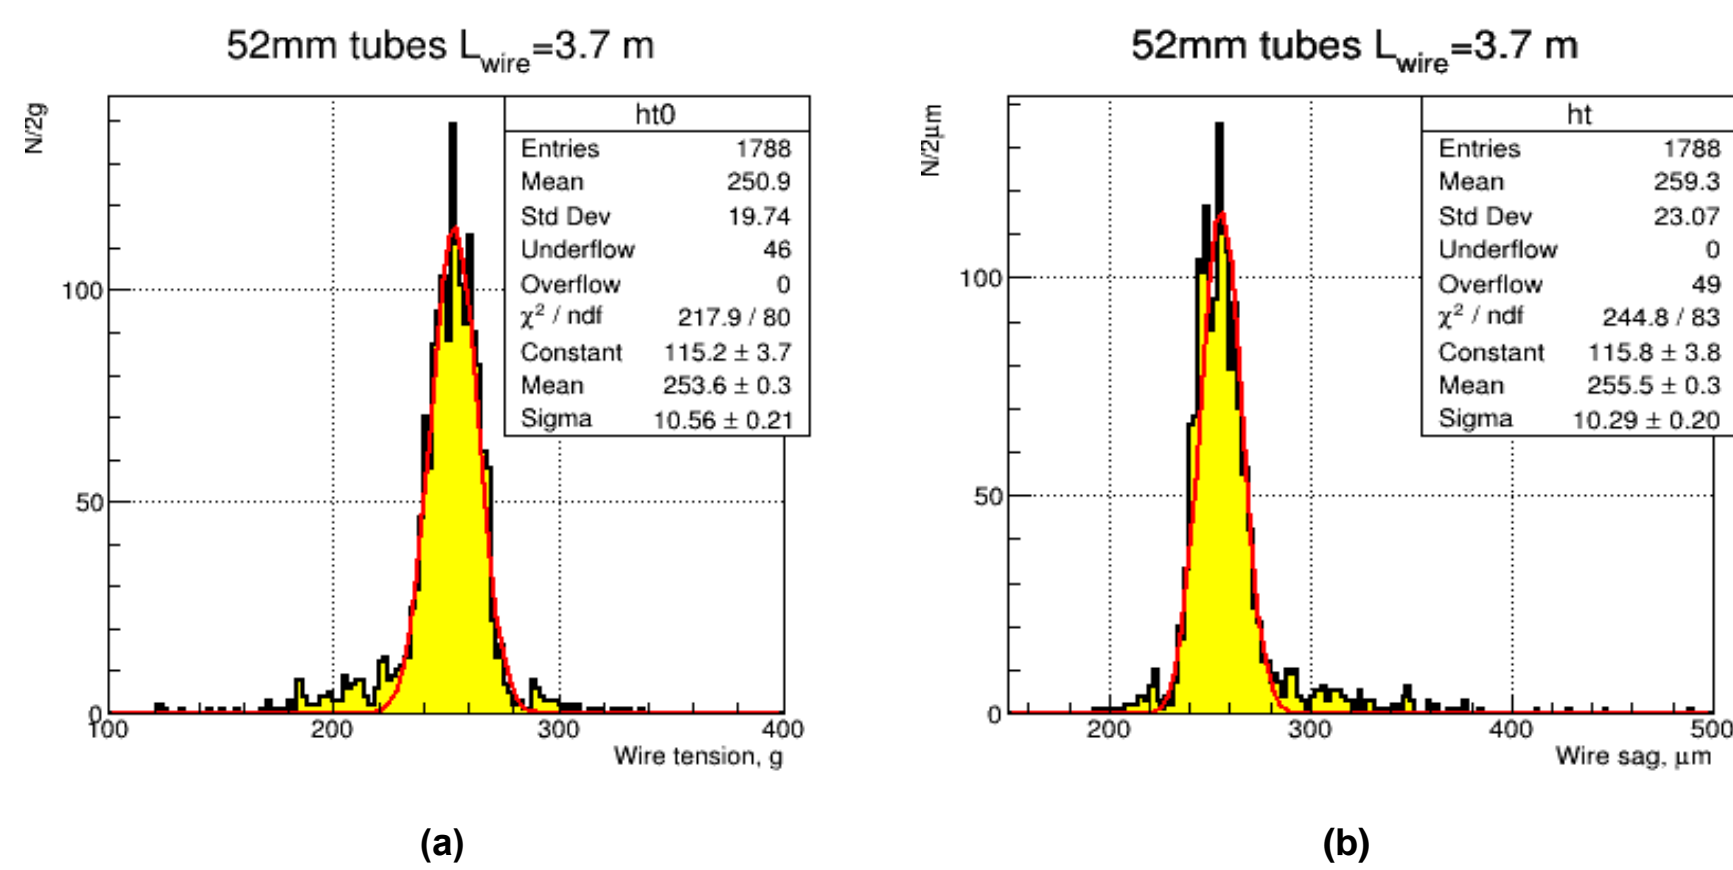 52mm tubes Lwire=3.7 m
N/2g
ht0
Entries 1788
Mean 250.9
Std Dev 19.74
Underflow 46
Overflow 0
χ² / ndf 217.9 / 80
Constant 115.2 ± 3.7
Mean 253.6 ± 0.3
Sigma 10.56 ± 0.21
100
50
0
100 200 300 400
Wire tension, g
(a)
52mm tubes Lwire=3.7 m
N/2μm
ht
Entries 1788
Mean 259.3
Std Dev 23.07
Underflow 0
Overflow 49
χ² / ndf 244.8 / 83
Constant 115.8 ± 3.8
Mean 255.5 ± 0.3
Sigma 10.29 ± 0.20
100
50
0
200 300 400 500
Wire sag, μm
(b)